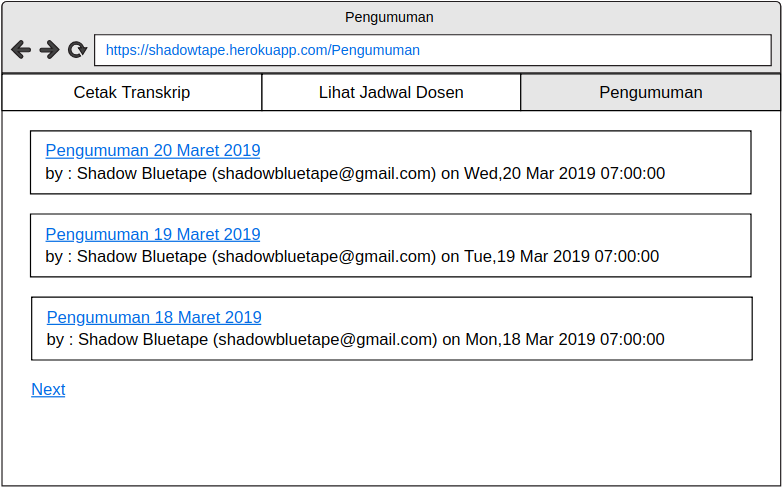 Pengumuman
https://shadowtape.herokuapp.com/Pengumuman
Cetak Transkrip
Lihat Jadwal Dosen
Pengumuman
Pengumuman 20 Maret 2019
by : Shadow Bluetape (shadowbluetape@gmail.com) on Wed,20 Mar 2019 07:00:00
Pengumuman 19 Maret 2019
by : Shadow Bluetape (shadowbluetape@gmail.com) on Tue,19 Mar 2019 07:00:00
Pengumuman 18 Maret 2019
by : Shadow Bluetape (shadowbluetape@gmail.com) on Mon,18 Mar 2019 07:00:00
Next